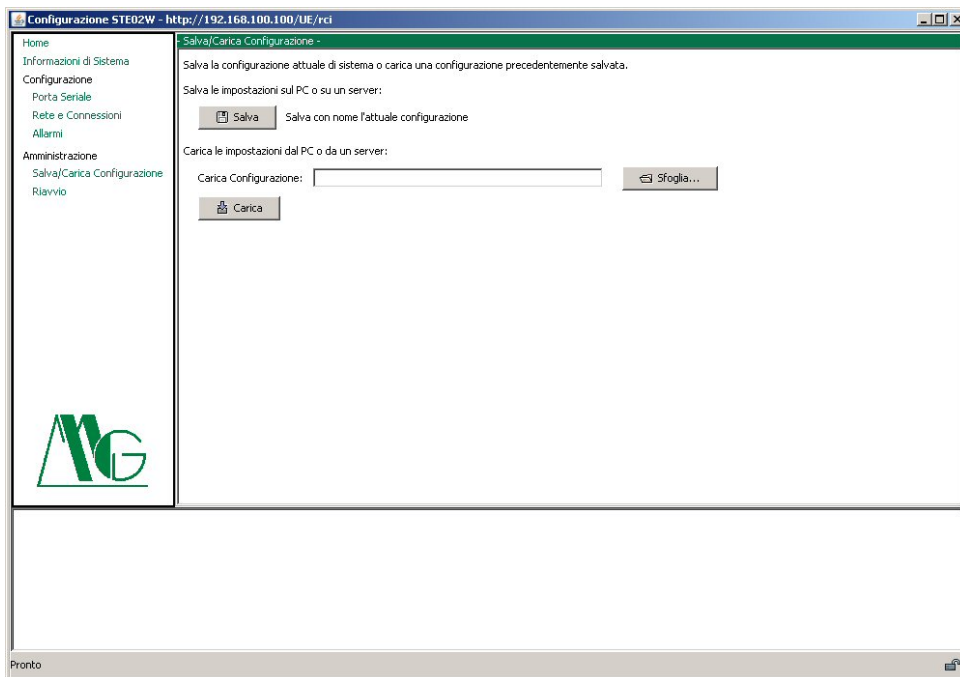 Configurazione STE02W - http://192.168.100.100/UE/rci
Home
Informazioni di Sistema
Configurazione
Porta Seriale
Rete e Connessioni
Allarmi
Amministrazione
Salva/Carica Configurazione
Riavvio
- Salva/Carica Configurazione -
Salva la configurazione attuale di sistema o carica una configurazione precedentemente salvata.
Salva le impostazioni sul PC o su un server:
Salva Salva con nome l'attuale configurazione
Carica le impostazioni dal PC o da un server:
Carica Configurazione: Sfoglia...
Carica
Pronto